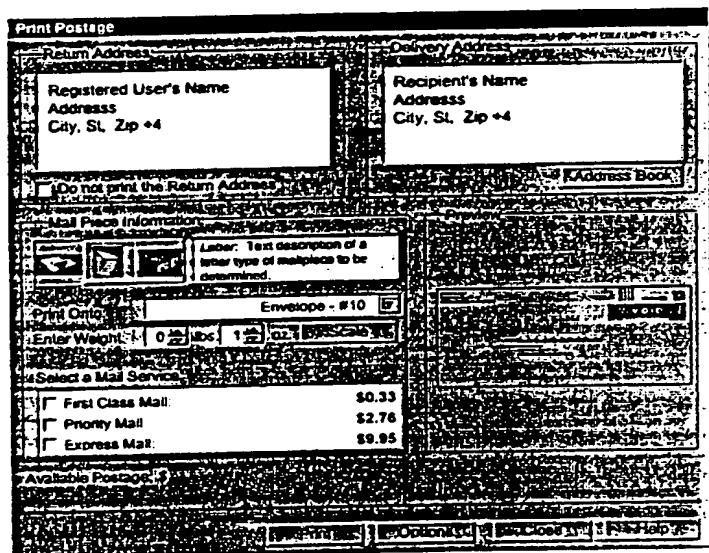 Print Postage
Return Address
Delivery Address
Registered User's Name
Addresss
City, St, Zip +4
Recipient's Name
Addresss
City, St, Zip +4
Do not print the Return Address
Address Book
Mail Piece Information
Preview
Letter: Text description of a
letter type of mailpiece to be
determined.
Print Onto:
Envelope - #10
Enter Weight: 0 lbs. 1 oz.
Select a Mail Service
First Class Mail: $0.33
Priority Mail $2.76
Express Mail: $9.95
Available Postage: $
Print
Options
Close
Help